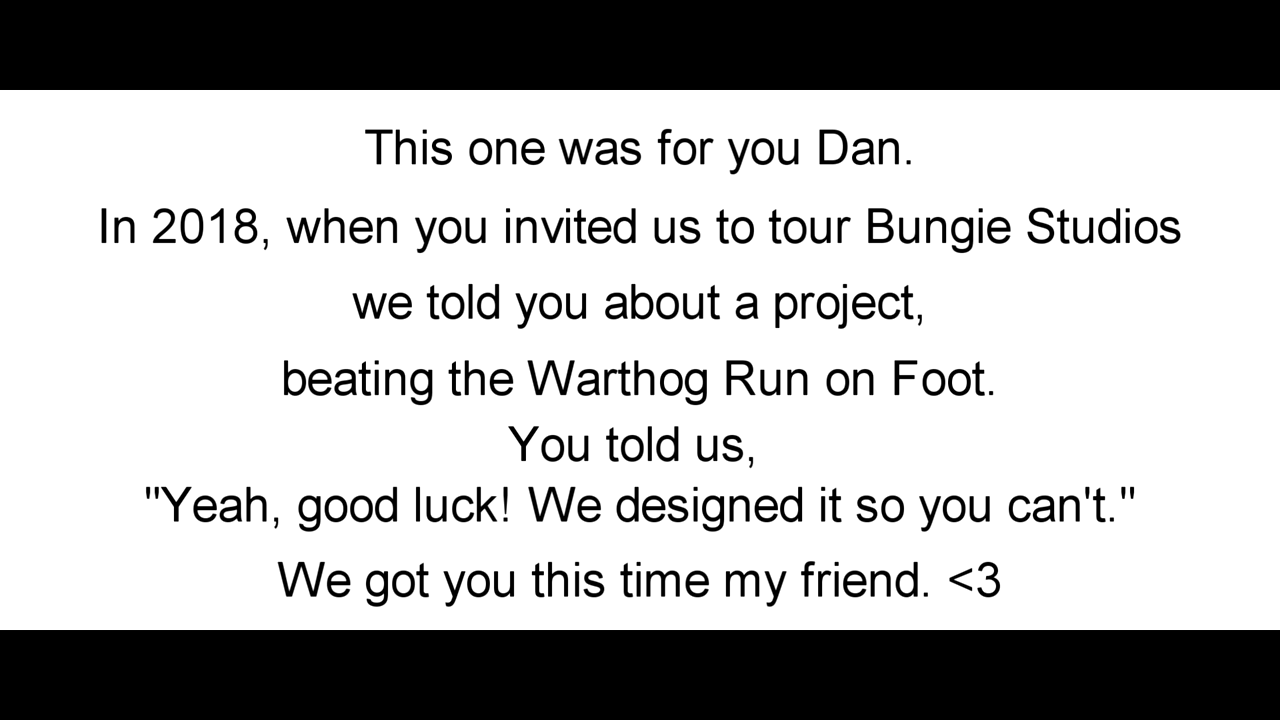 This one was for you Dan.
In 2018, when you invited us to tour Bungie Studios
we told you about a project,
beating the Warthog Run on Foot.
You told us,
"Yeah, good luck! We designed it so you can't."
We got you this time my friend. <3